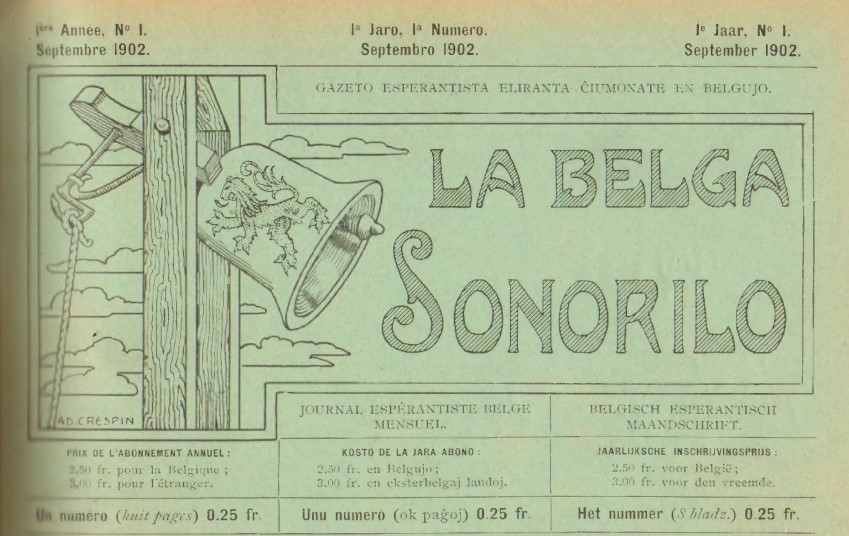 1ère Année, Nº 1.
Septembre 1902.
1ª Jaro, 1ª Numero.
Septembro 1902.
1e Jaar, Nº 1.
September 1902.
GAZETO ESPERANTISTA ELIRANTA ĈIUMONATE EN BELGUJO.
LA BELGA
SONORILO
AD. CRESPIN
JOURNAL ESPÉRANTISTE BELGE
MENSUEL.
BELGISCH ESPERANTISCH
MAANDSCHRIFT.
PRIX DE L'ABONNEMENT ANNUEL :
2.50 fr. pour la Belgique ;
3.00 fr. pour l'étranger.
KOSTO DE LA JARA ABONO :
2.50 fr. en Belgujo ;
3.00 fr. en eksterbelgaj landoj.
JAARLIJKSCHE INSCHRIJVINGSPRIJS :
2.50 fr. voor België ;
3.00 fr. voor den vreemde.
Un numéro (huit pages) 0.25 fr.
Unu numero (ok paĝoj) 0.25 fr.
Het nummer (8 bladz.) 0.25 fr.